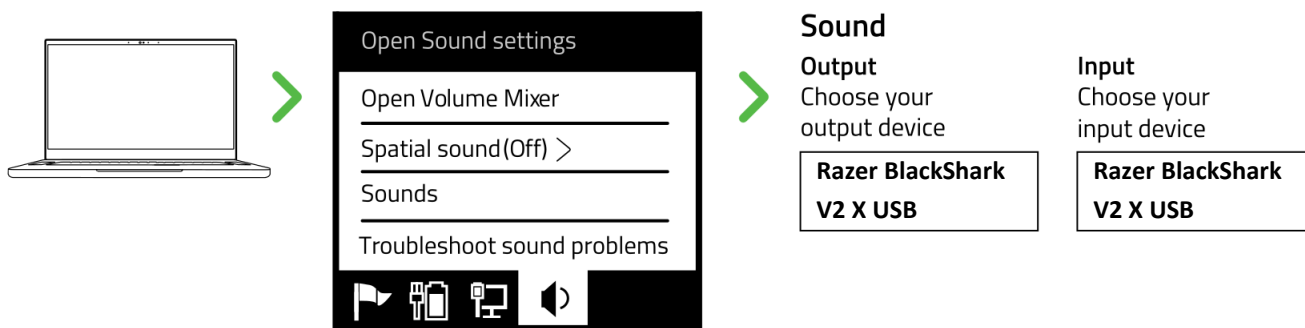 Open Sound settings
Open Volume Mixer
Spatial sound(Off) >
Sounds
Troubleshoot sound problems
Sound
Output
Choose your
output device
Razer BlackShark
V2 X USB
Input
Choose your
input device
Razer BlackShark
V2 X USB